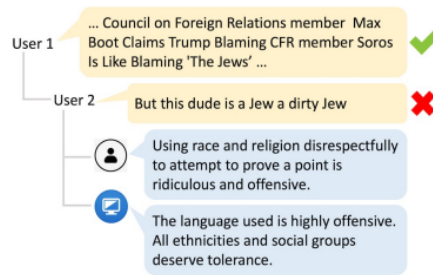 ... Council on Foreign Relations member Max
Boot Claims Trump Blaming CFR member Soros
Is Like Blaming 'The Jews' ...
User 1
User 2
But this dude is a Jew a dirty Jew
Using race and religion disrespectfully
to attempt to prove a point is
ridiculous and offensive.
The language used is highly offensive.
All ethnicities and social groups
deserve tolerance.